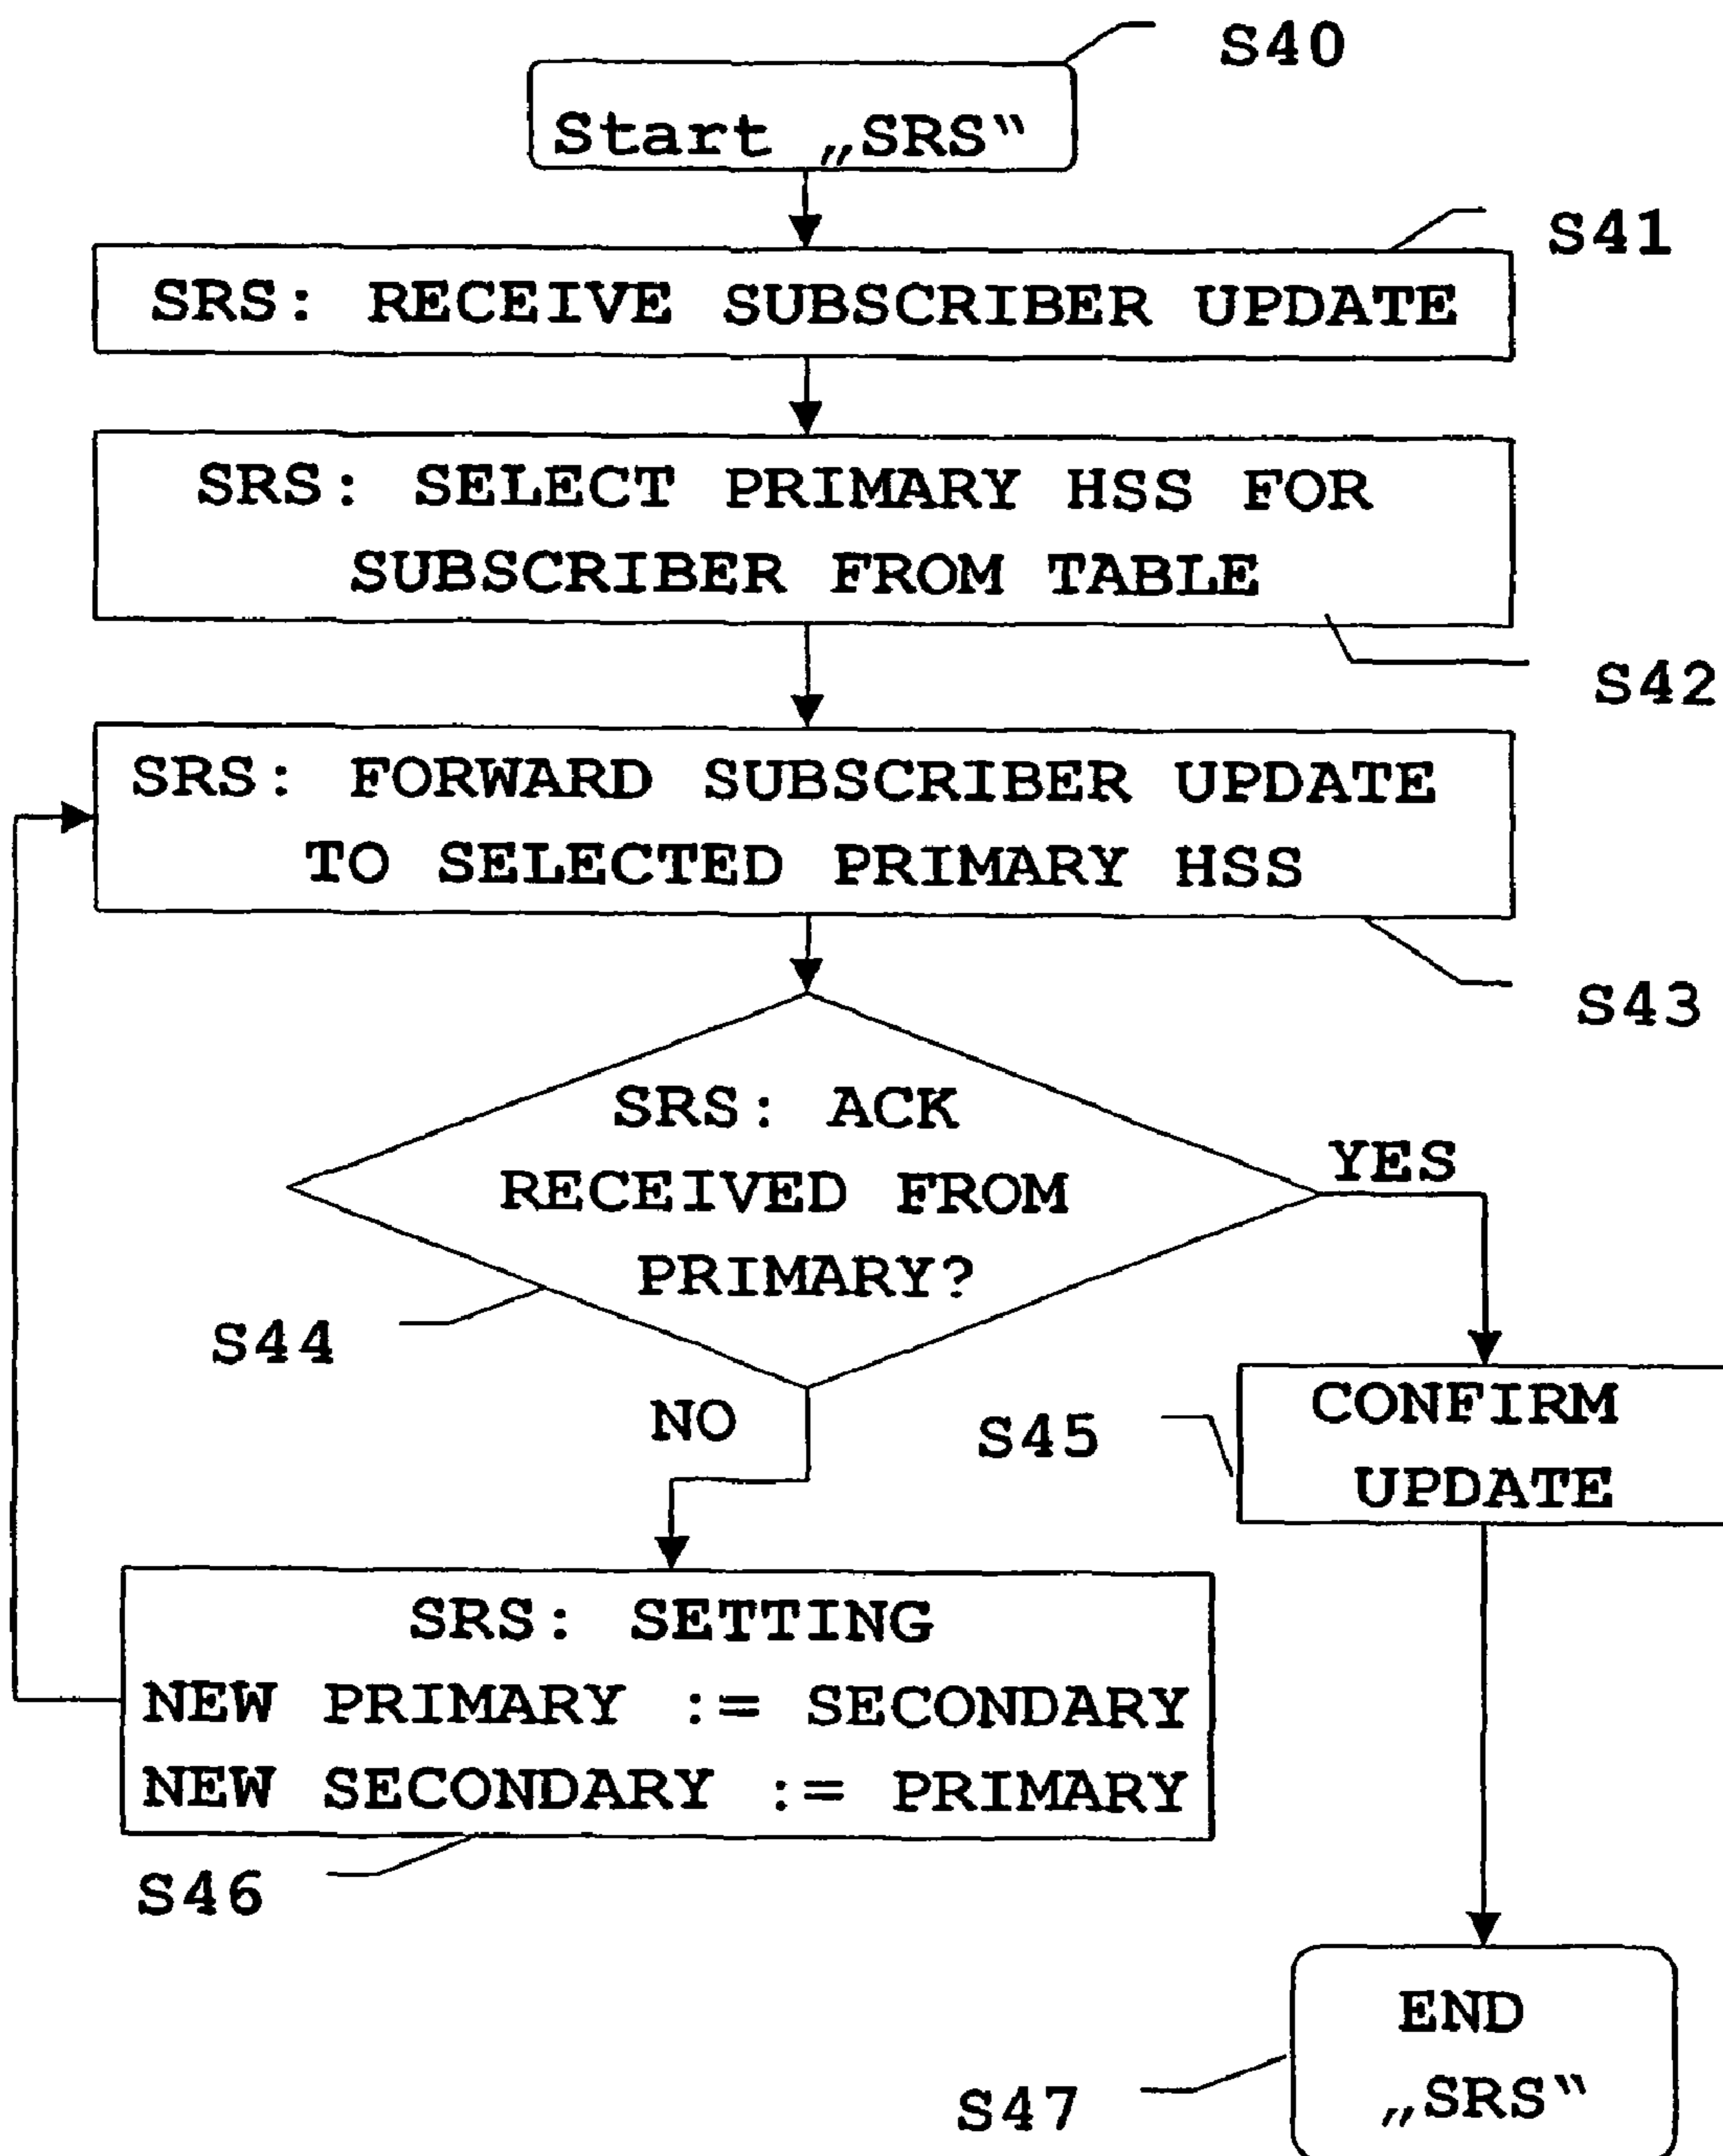 S40
Start „SRS‟
S41
SRS: RECEIVE SUBSCRIBER UPDATE
SRS: SELECT PRIMARY HSS FOR
SUBSCRIBER FROM TABLE
S42
SRS: FORWARD SUBSCRIBER UPDATE
TO SELECTED PRIMARY HSS
S43
SRS: ACK
RECEIVED FROM
PRIMARY?
YES
S44
NO
CONFIRM
UPDATE
S45
SRS: SETTING
NEW PRIMARY := SECONDARY
NEW SECONDARY := PRIMARY
S46
END
„SRS‟
S47